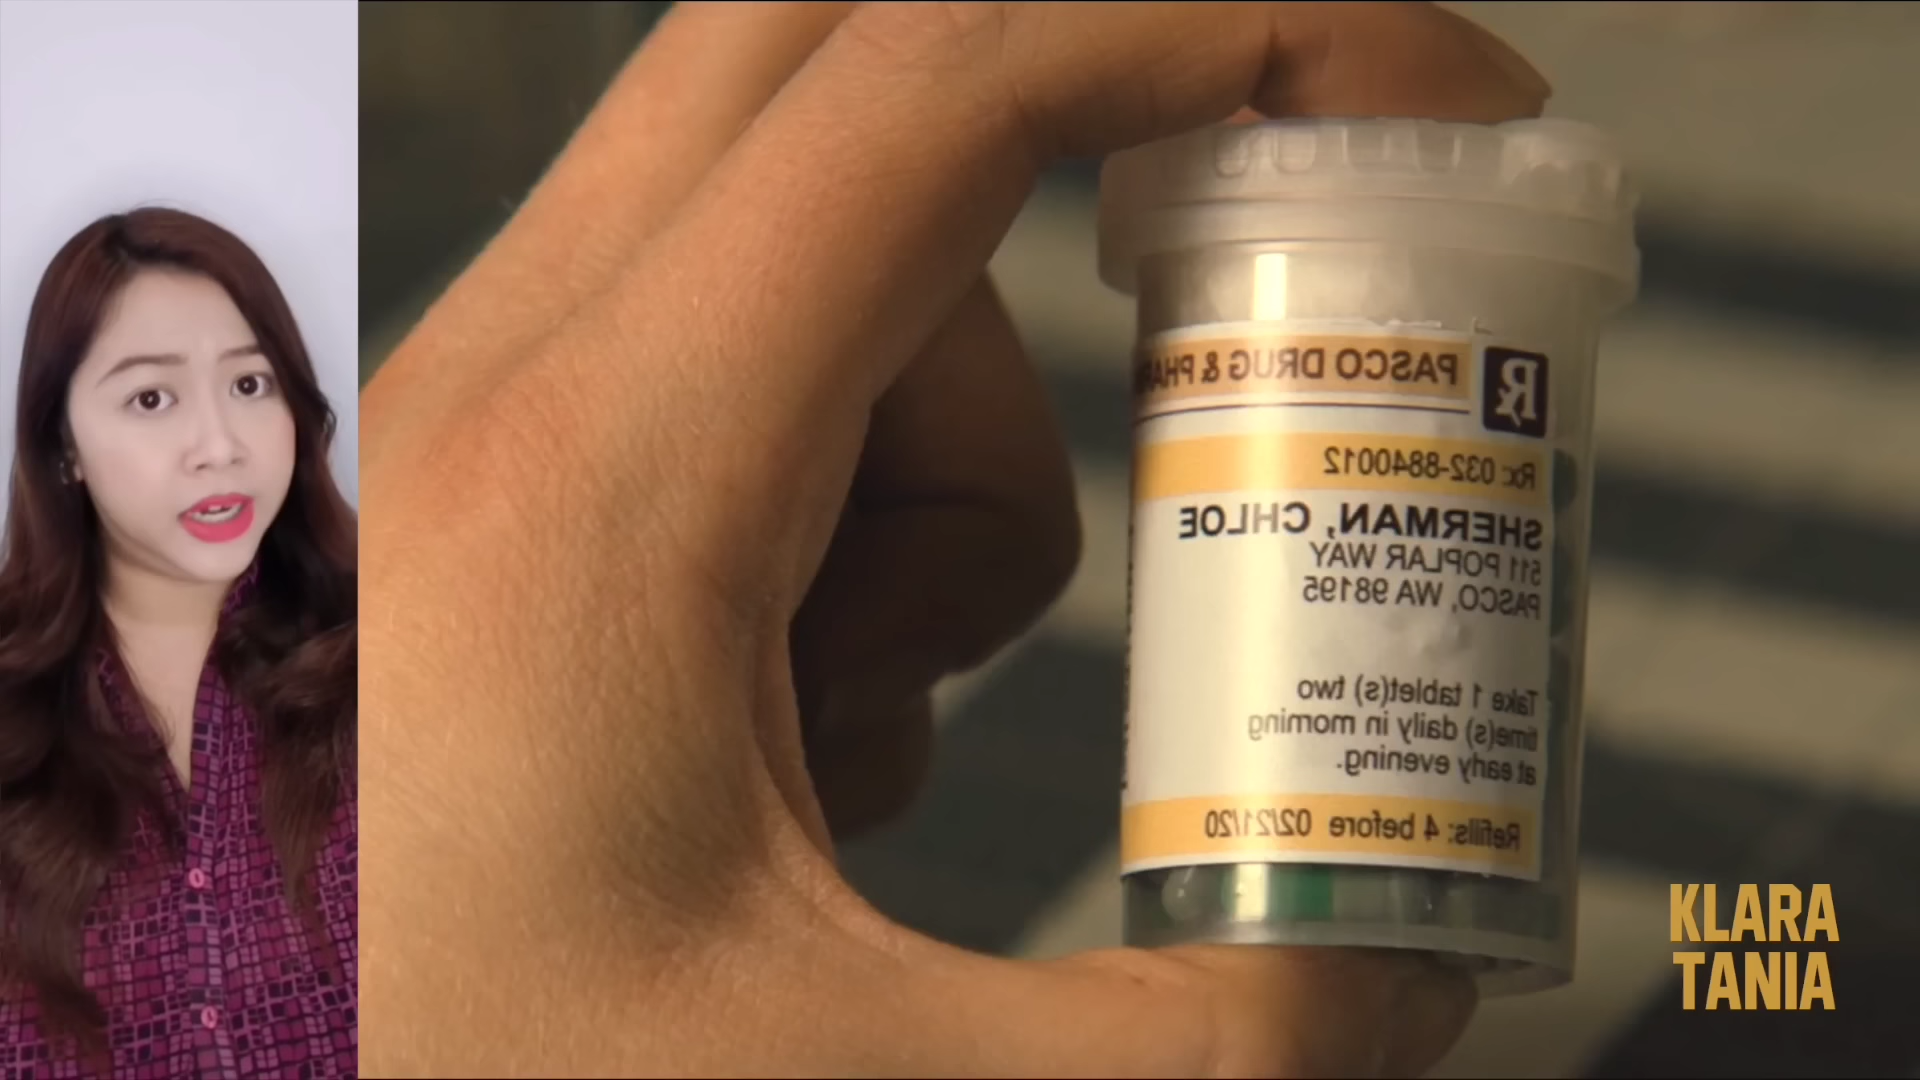 PASCO DRUG & PHAR
Rx
Rx: 032-8840012
SHERMAN, CHLOE
511 POPLAR WAY
PASCO, WA 98195
Take 1 tablet(s) two
time(s) daily in morning
at early evening.
Refills: 4 before 02/21/20
KLARA
TANIA